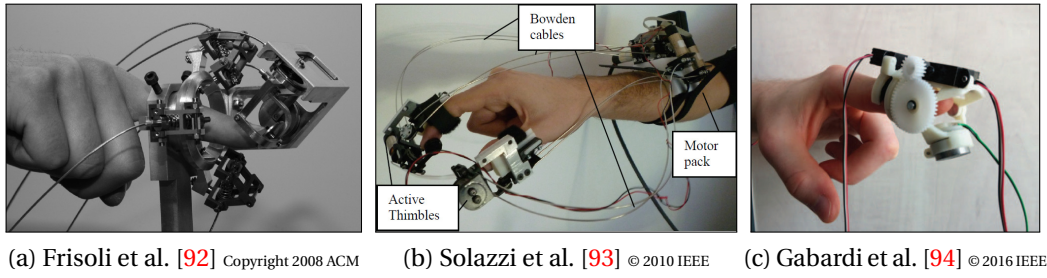 Bowden
cables
Motor
pack
Active
Thimbles
(a) Frisoli et al. [92] Copyright 2008 ACM
(b) Solazzi et al. [93] © 2010 IEEE
(c) Gabardi et al. [94] © 2016 IEEE